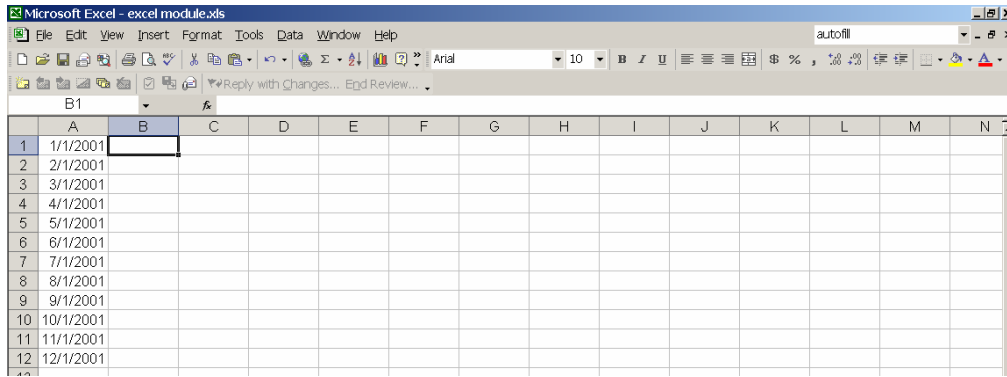 Microsoft Excel - excel module.xls
File Edit View Insert Format Tools Data Window Help autofill
Arial 10 B I U $ % ,
Reply with Changes... End Review...
B1 fx
A B C D E F G H I J K L M N
1 1/1/2001
2 2/1/2001
3 3/1/2001
4 4/1/2001
5 5/1/2001
6 6/1/2001
7 7/1/2001
8 8/1/2001
9 9/1/2001
10 10/1/2001
11 11/1/2001
12 12/1/2001